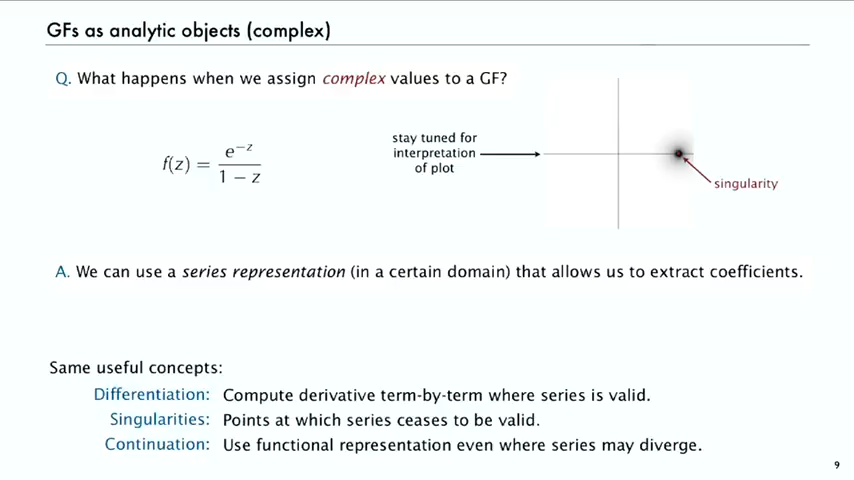 GFs as analytic objects (complex)
Q. What happens when we assign complex values to a GF?
f(z) = e^{−z} / (1 − z)
stay tuned for
interpretation
of plot
singularity
A. We can use a series representation (in a certain domain) that allows us to extract coefficients.
Same useful concepts:
Differentiation: Compute derivative term-by-term where series is valid.
Singularities: Points at which series ceases to be valid.
Continuation: Use functional representation even where series may diverge.
9